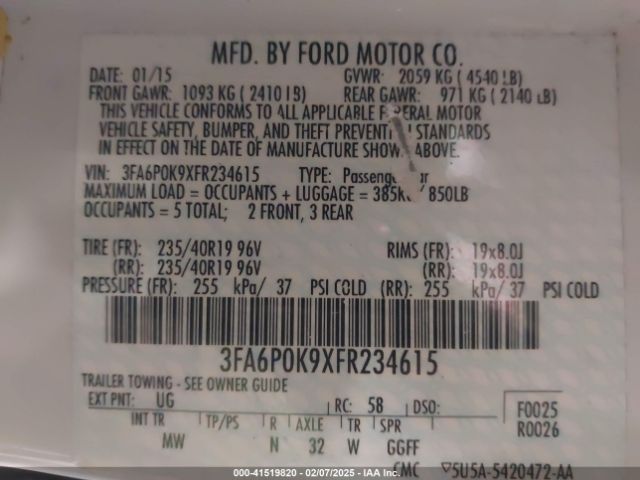 MFD. BY FORD MOTOR CO.
DATE: 01/15 GVWR: 2059 KG ( 4540 LB)
FRONT GAWR: 1093 KG ( 2410 LB) REAR GAWR: 971 KG ( 2140 LB)
THIS VEHICLE CONFORMS TO ALL APPLICABLE MOTOR
VEHICLE SAFETY, BUMPER, AND THEFT STANDARDS
IN EFFECT ON THE DATE OF MANUFACTURE ABOVE.
VIN: 3FA6P0K9XFR234615 TYPE:
MAXIMUM LOAD = OCCUPANTS + LUGGAGE = / 850LB
OCCUPANTS = 5 TOTAL; 2 FRONT, 3 REAR
TIRE (FR): 235/40R19 96V RIMS (FR): 19x8.0J
(RR): 235/40R19 96V (RR): 19x8.0J
PRESSURE (FR): 255 kPa/ 37 PSI COLD (RR): 255 kPa/ 37 PSI COLD
3FA6P0K9XFR234615
TRAILER TOWING - SEE OWNER GUIDE
EXT PNT: UG RC: 58 DSO: F0025
INT TR TP/PS R AXLE TR SPR R0026
MW N 32 W GGFF
CMC ▽5U5A-5420472-AA
000-41519820 - 02/07/2025 - IAA Inc.